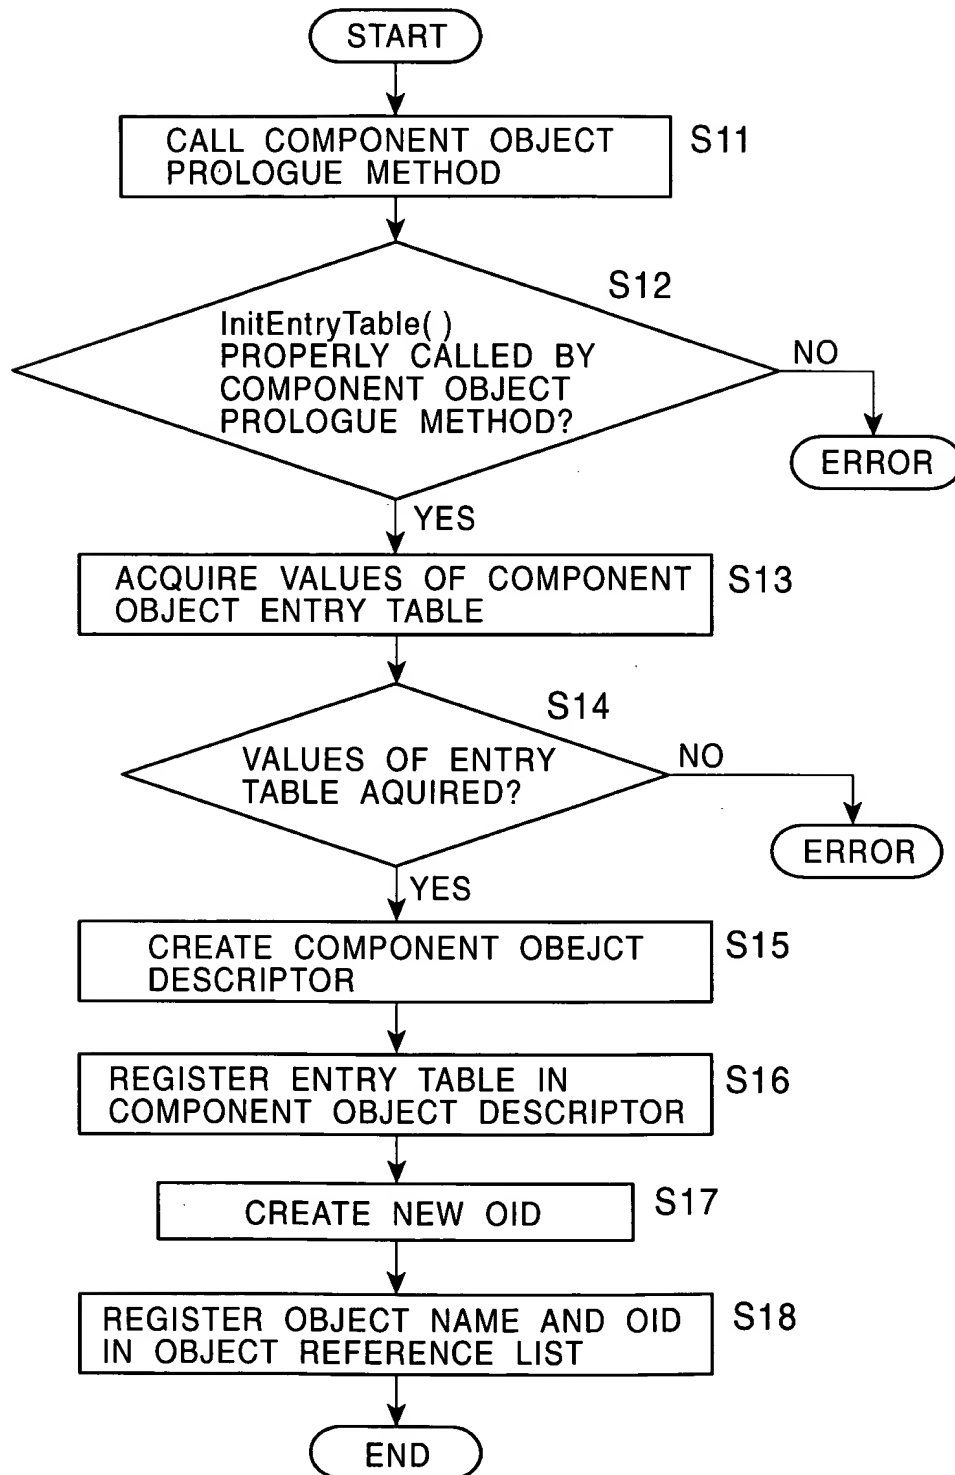 START
CALL COMPONENT OBJECT
PROLOGUE METHOD
S11
S12
InitEntryTable( )
PROPERLY CALLED BY
COMPONENT OBJECT
PROLOGUE METHOD?
NO
ERROR
YES
ACQUIRE VALUES OF COMPONENT
OBJECT ENTRY TABLE
S13
S14
VALUES OF ENTRY
TABLE AQUIRED?
NO
ERROR
YES
CREATE COMPONENT OBEJCT
DESCRIPTOR
S15
REGISTER ENTRY TABLE IN
COMPONENT OBJECT DESCRIPTOR
S16
CREATE NEW OID
S17
REGISTER OBJECT NAME AND OID
IN OBJECT REFERENCE LIST
S18
END